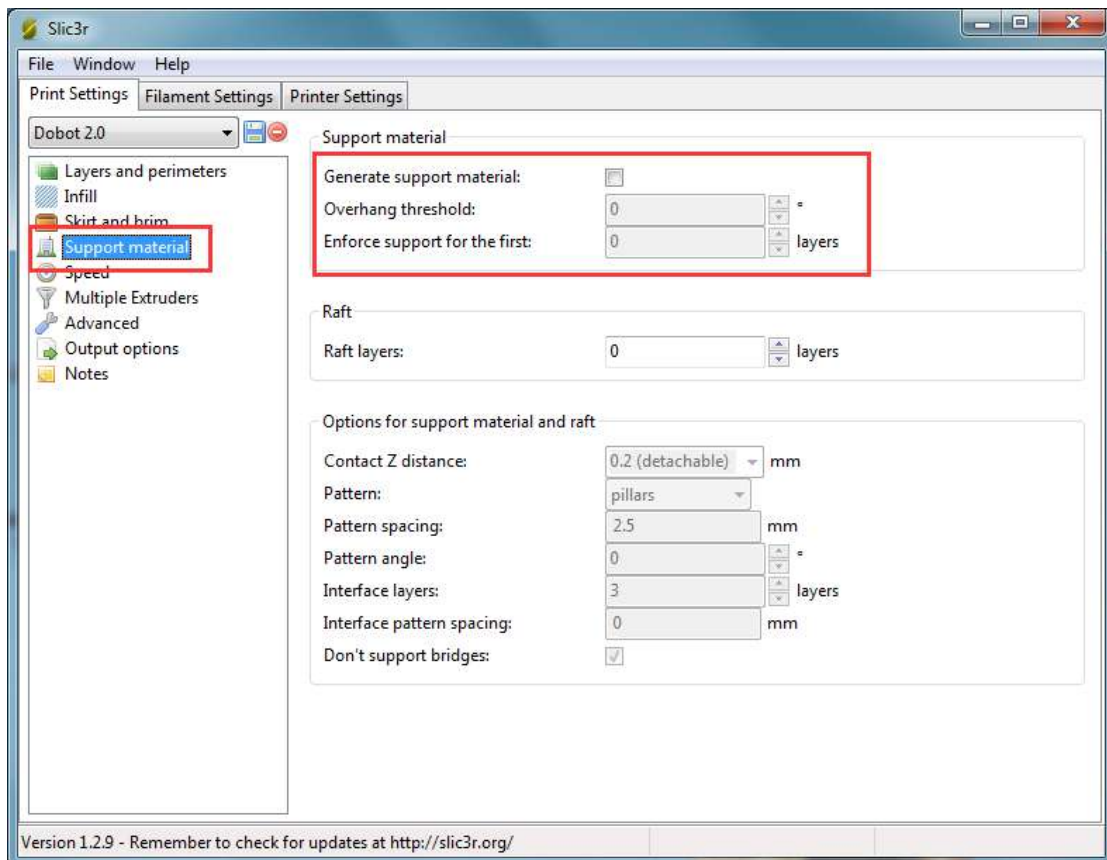 Slic3r
File Window Help
Print Settings Filament Settings Printer Settings
Dobot 2.0
Layers and perimeters
Infill
Skirt and brim
Support material
Speed
Multiple Extruders
Advanced
Output options
Notes
Support material
Generate support material:
Overhang threshold: 0 °
Enforce support for the first: 0 layers
Raft
Raft layers: 0 layers
Options for support material and raft
Contact Z distance: 0.2 (detachable) mm
Pattern: pillars
Pattern spacing: 2.5 mm
Pattern angle: 0 °
Interface layers: 3 layers
Interface pattern spacing: 0 mm
Don't support bridges:
Version 1.2.9 - Remember to check for updates at http://slic3r.org/